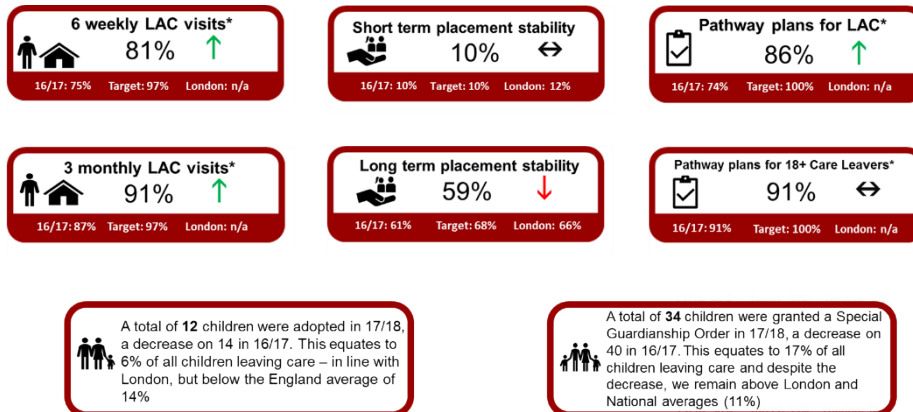 6 weekly LAC visits*
81%
16/17: 75% Target: 97% London: n/a
Short term placement stability
10%
16/17: 10% Target: 10% London: 12%
Pathway plans for LAC*
86%
16/17: 74% Target: 100% London: n/a
3 monthly LAC visits*
91%
16/17: 87% Target: 97% London: n/a
Long term placement stability
59%
16/17: 61% Target: 68% London: 66%
Pathway plans for 18+ Care Leavers*
91%
16/17: 91% Target: 100% London: n/a
A total of 12 children were adopted in 17/18,
a decrease on 14 in 16/17. This equates to
6% of all children leaving care – in line with
London, but below the England average of
14%
A total of 34 children were granted a Special
Guardianship Order in 17/18, a decrease on
40 in 16/17. This equates to 17% of all
children leaving care and despite the
decrease, we remain above London and
National averages (11%)